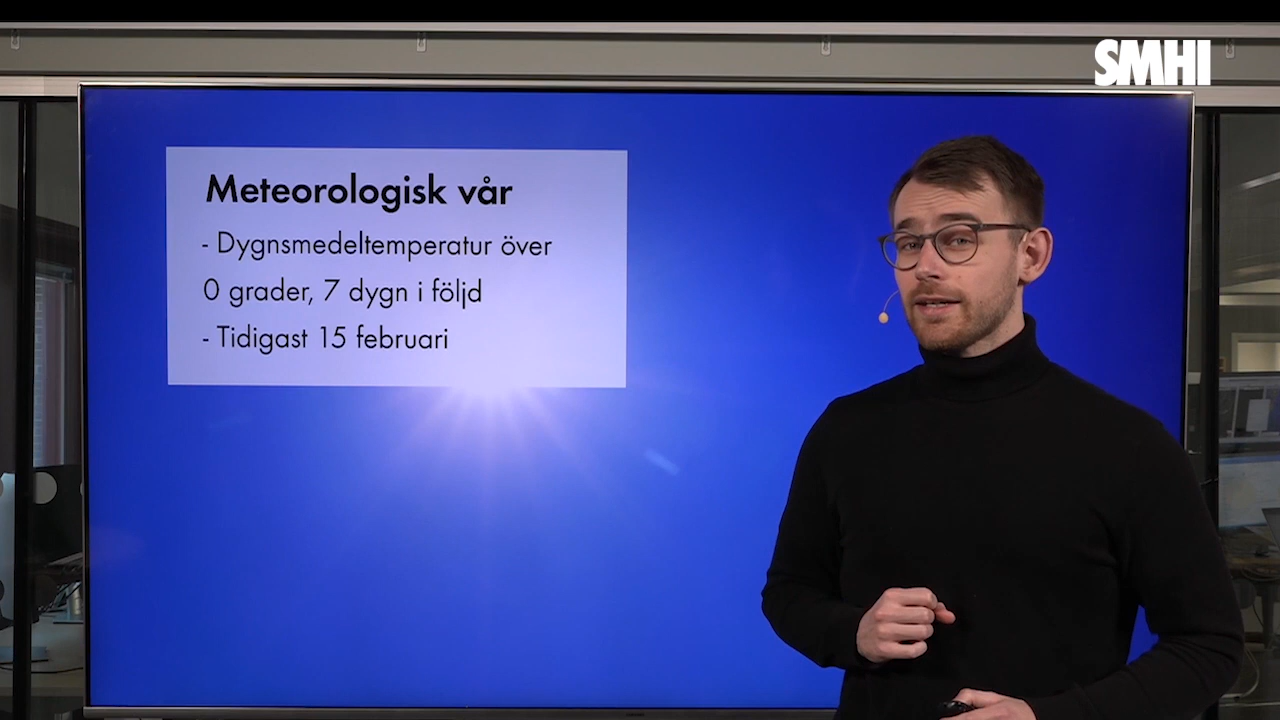 SMHI
Meteorologisk vår
- Dygnsmedeltemperatur över
0 grader, 7 dygn i följd
- Tidigast 15 februari